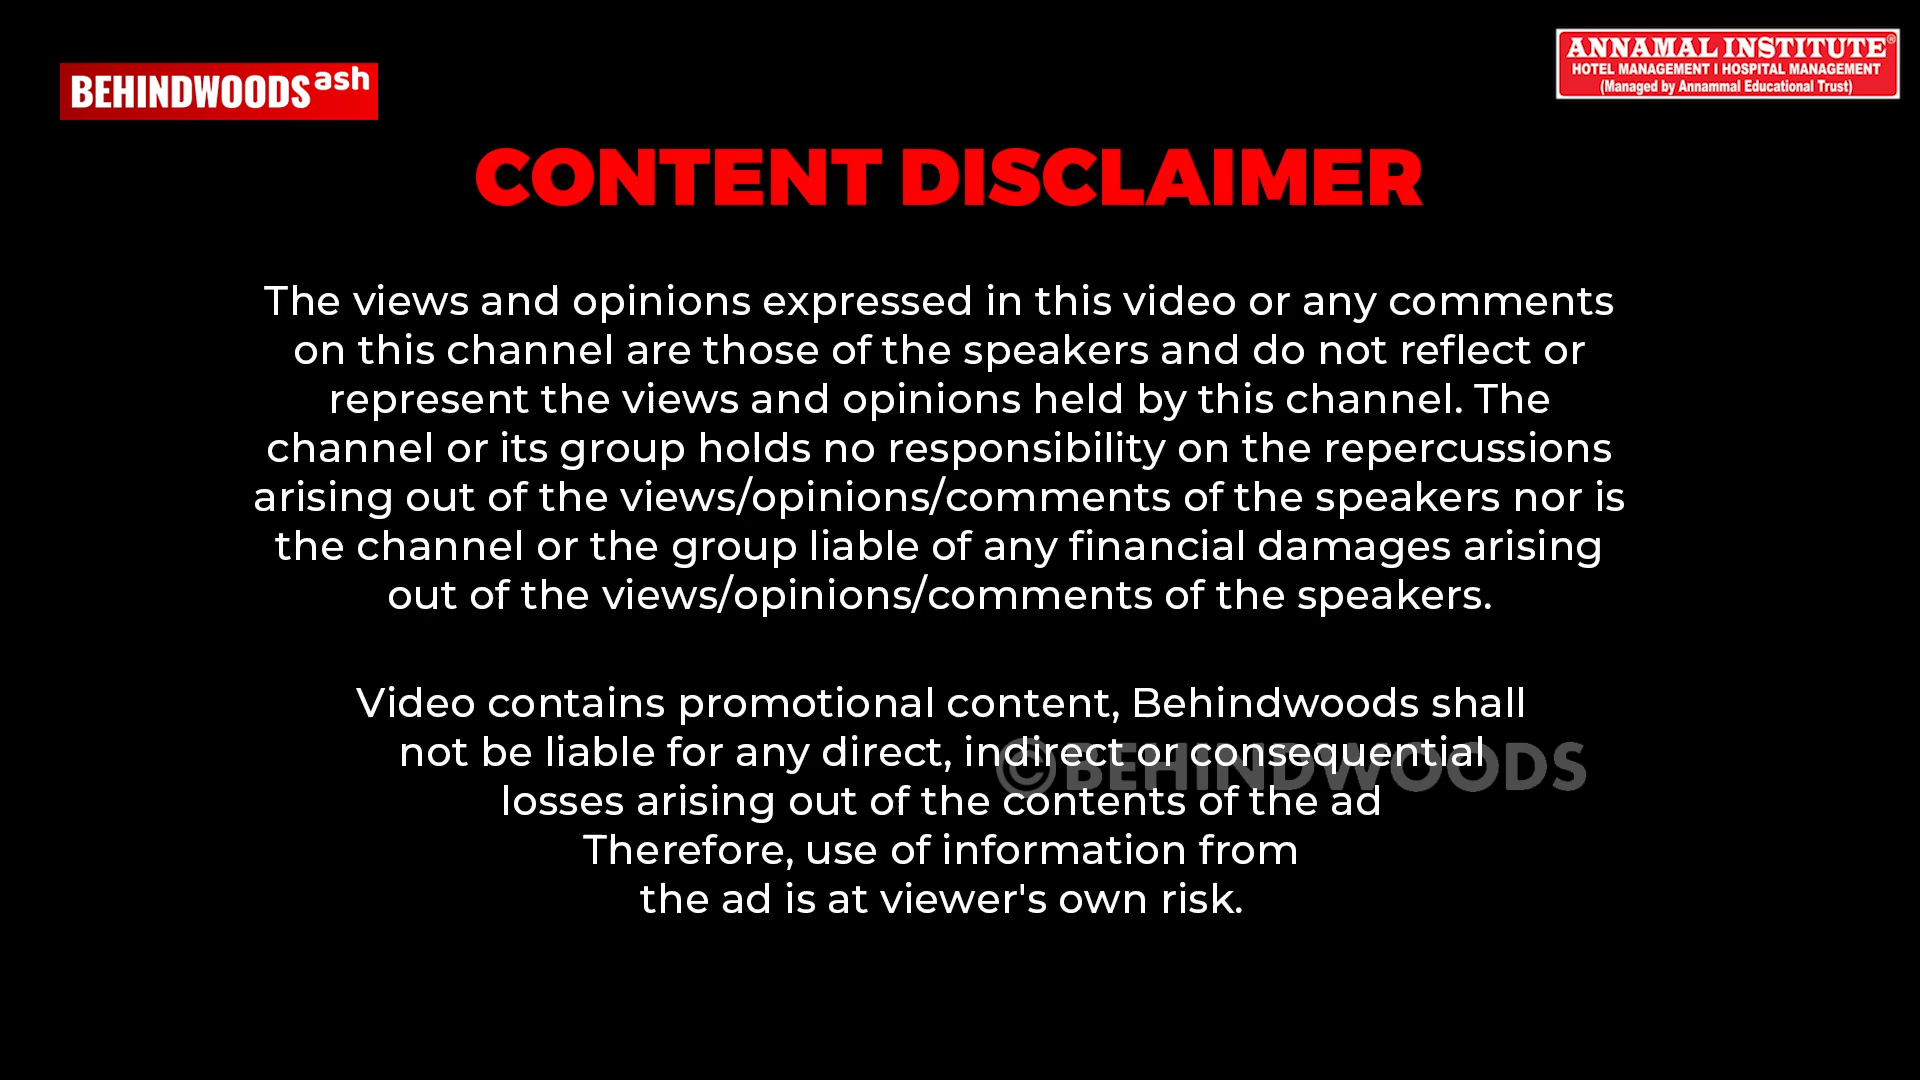 BEHINDWOODS ash
ANNAMAL INSTITUTE®
HOTEL MANAGEMENT I HOSPITAL MANAGEMENT
(Managed by Annammal Educational Trust)
CONTENT DISCLAIMER
The views and opinions expressed in this video or any comments
on this channel are those of the speakers and do not reflect or
represent the views and opinions held by this channel. The
channel or its group holds no responsibility on the repercussions
arising out of the views/opinions/comments of the speakers nor is
the channel or the group liable of any financial damages arising
out of the views/opinions/comments of the speakers.
Video contains promotional content, Behindwoods shall
not be liable for any direct, indirect or consequential
©BEHINDWOODS
losses arising out of the contents of the ad
Therefore, use of information from
the ad is at viewer's own risk.